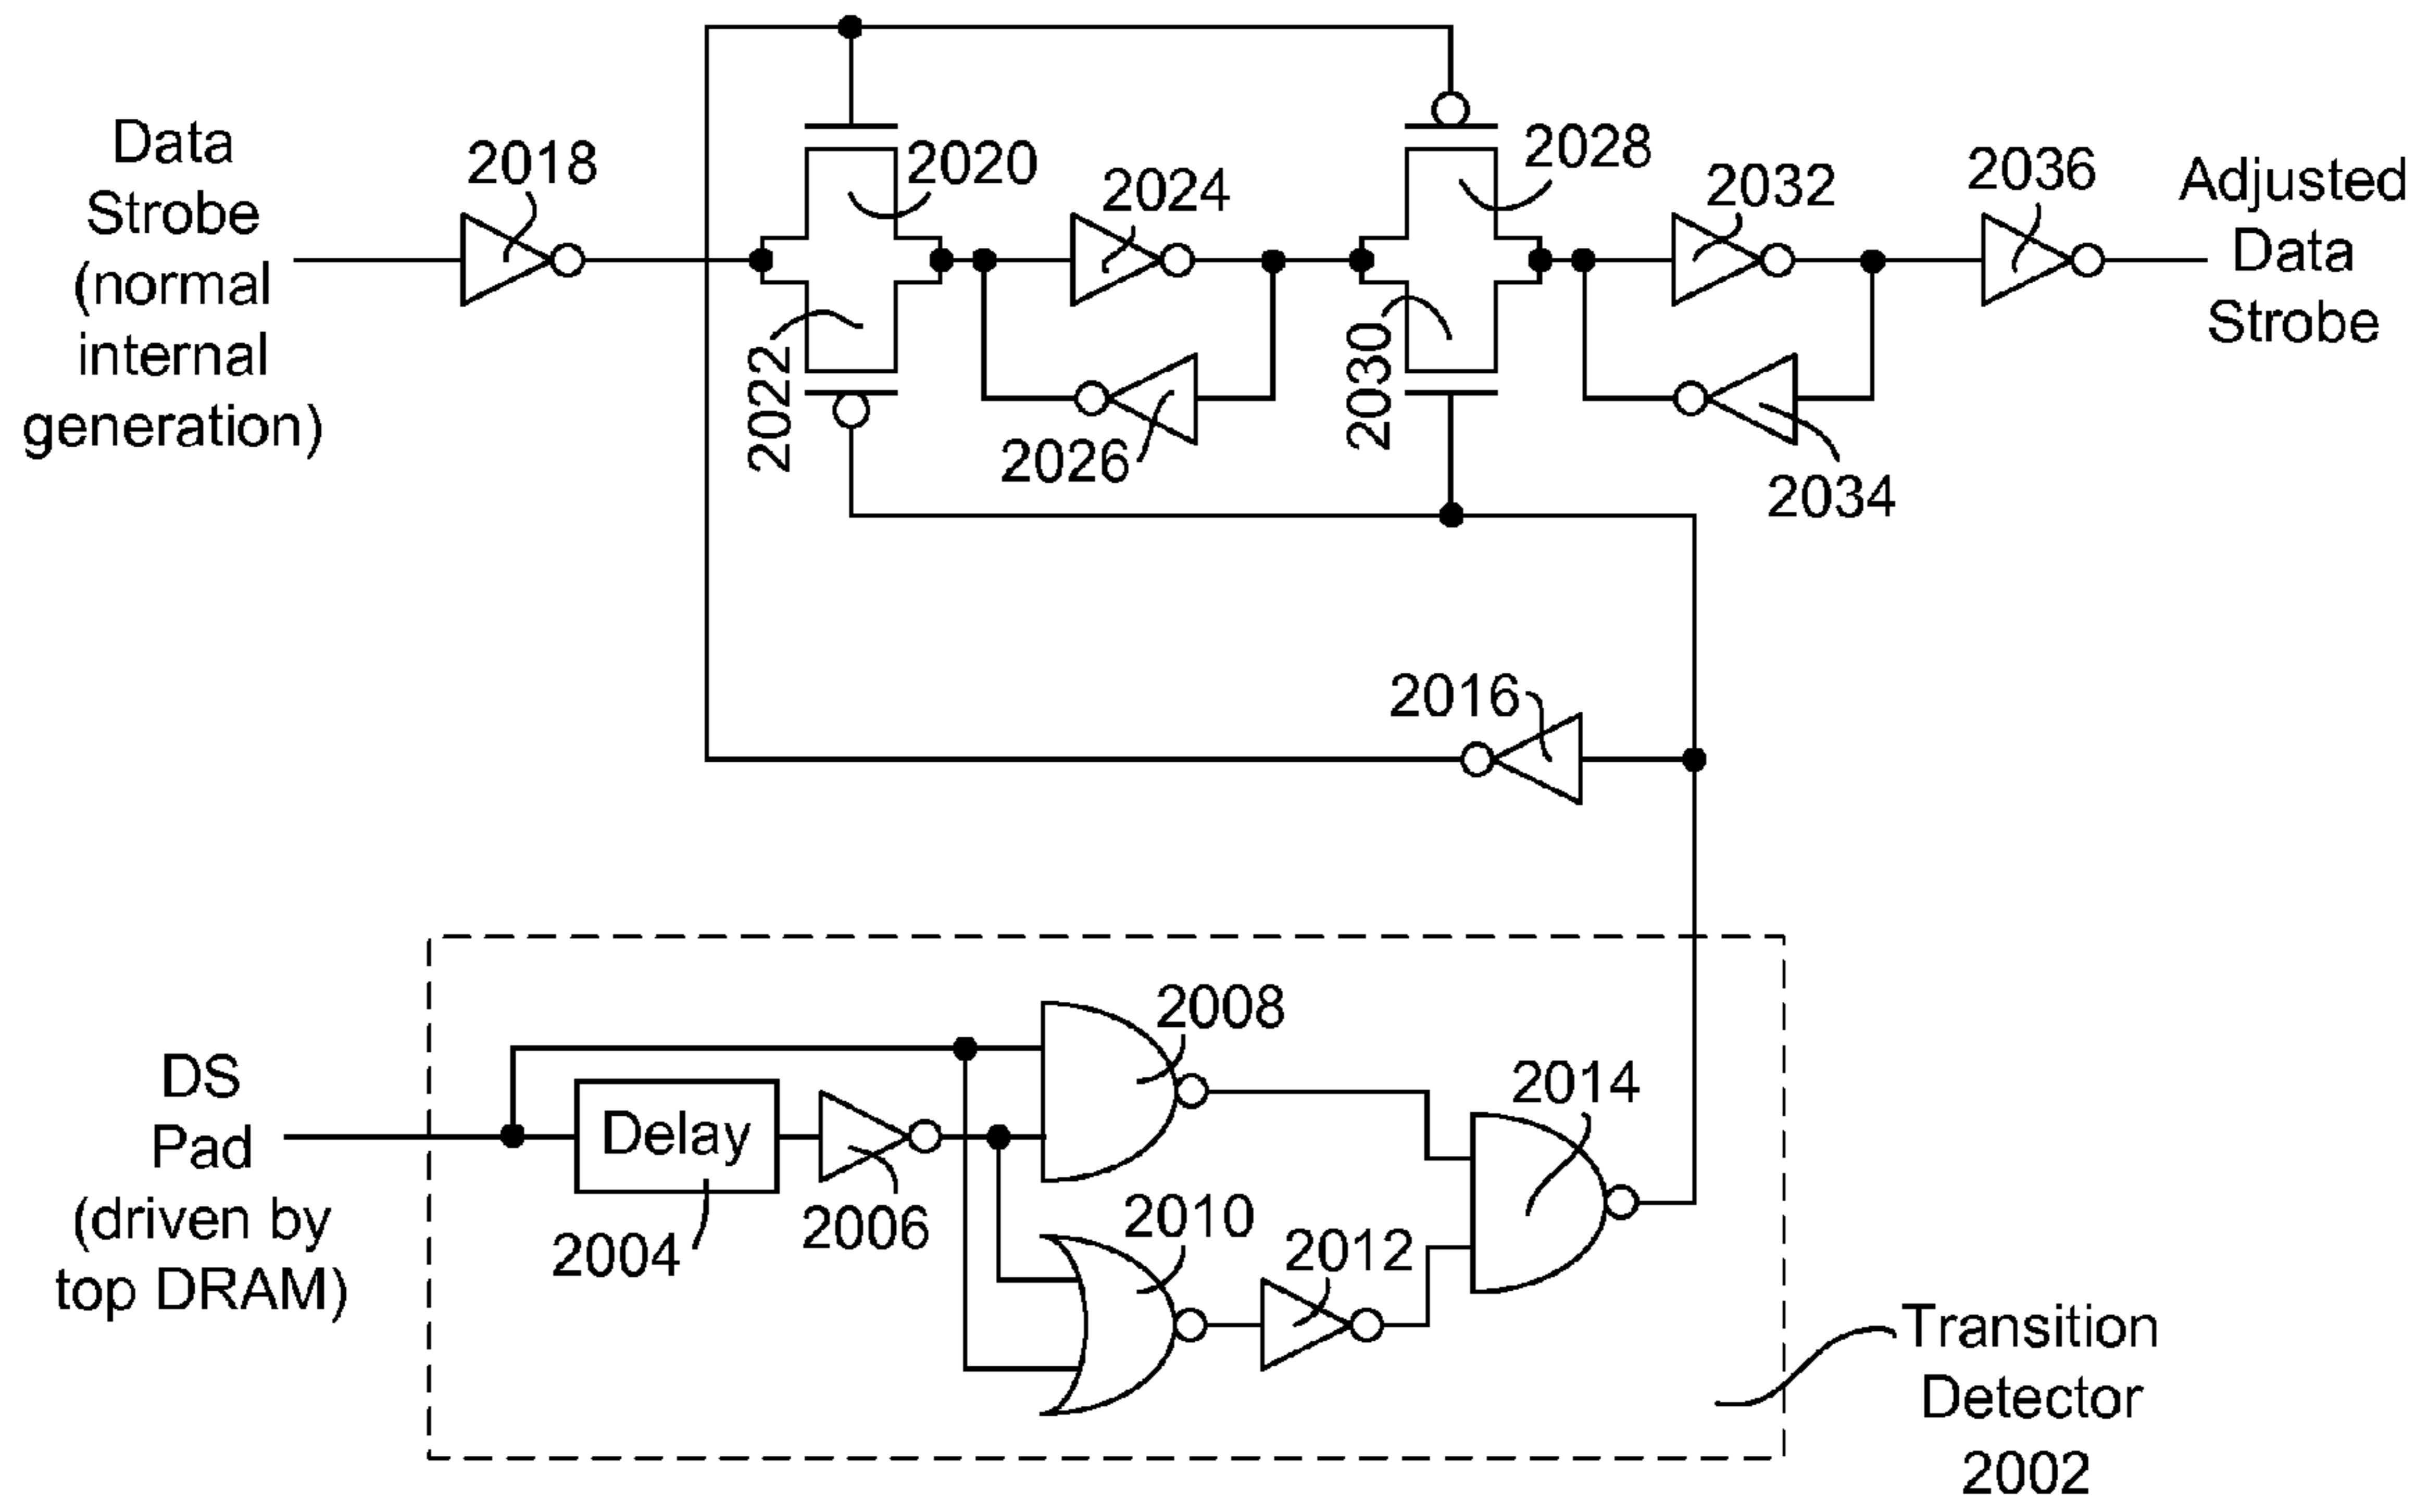 Data
Strobe
(normal
internal
generation)
2018
2020
2022
2024
2026
2028
2030
2032
2034
2036
Adjusted
Data
Strobe
2016
DS
Pad
(driven by
top DRAM)
Delay
2004
2006
2008
2010
2012
2014
Transition
Detector
2002